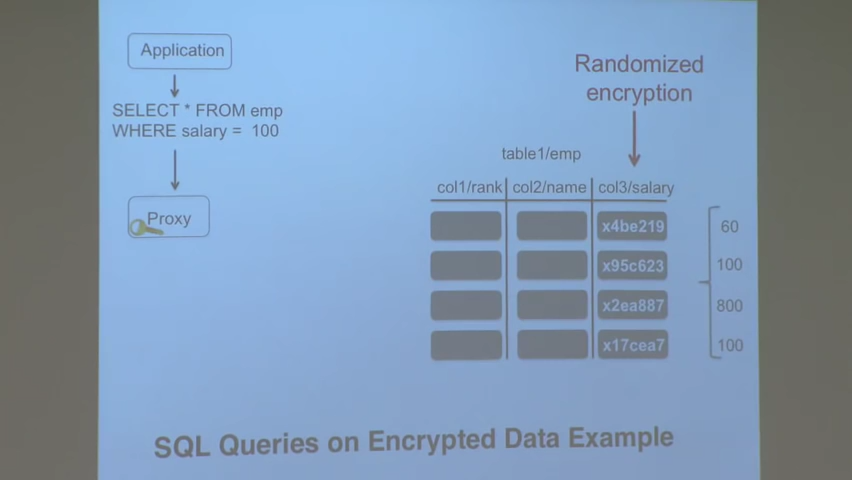 Application
SELECT * FROM emp
WHERE salary = 100
Proxy
Randomized
encryption
table1/emp
col1/rank col2/name col3/salary
x4be219 60
x95c623 100
x2ea887 800
x17cea7 100
SQL Queries on Encrypted Data Example